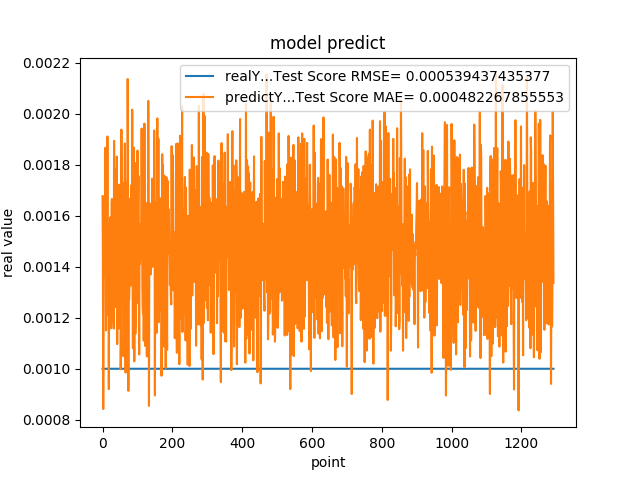 model predict
realY...Test Score RMSE= 0.000539437435377
predictY...Test Score MAE= 0.000482267855553
0.0022
0.0020
0.0018
0.0016
0.0014
0.0012
0.0010
0.0008
real value
0 200 400 600 800 1000 1200
point